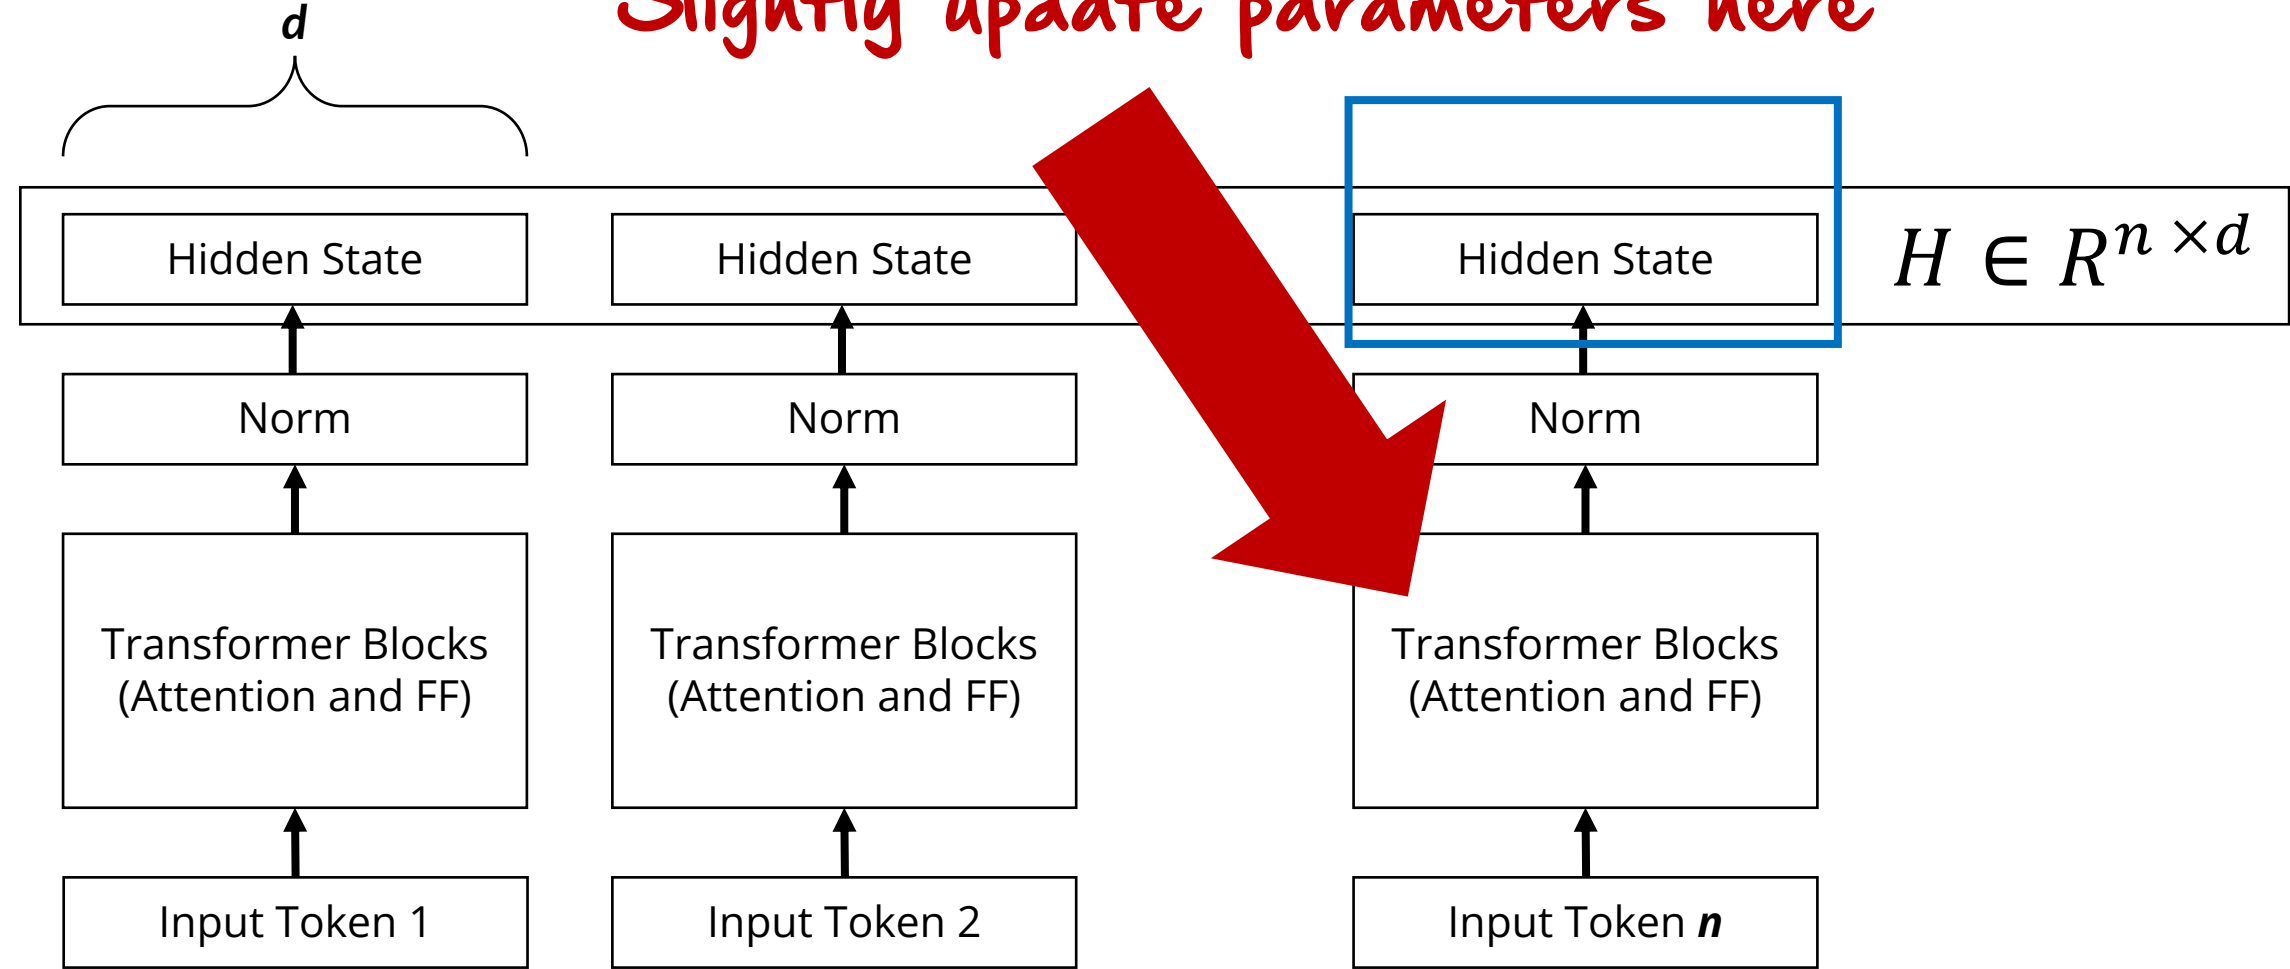 Slightly update parameters here
d
Hidden State Hidden State Hidden State H ∈ R^{n ×d}
Norm Norm Norm
Transformer Blocks Transformer Blocks Transformer Blocks
(Attention and FF) (Attention and FF) (Attention and FF)
Input Token 1 Input Token 2 Input Token n